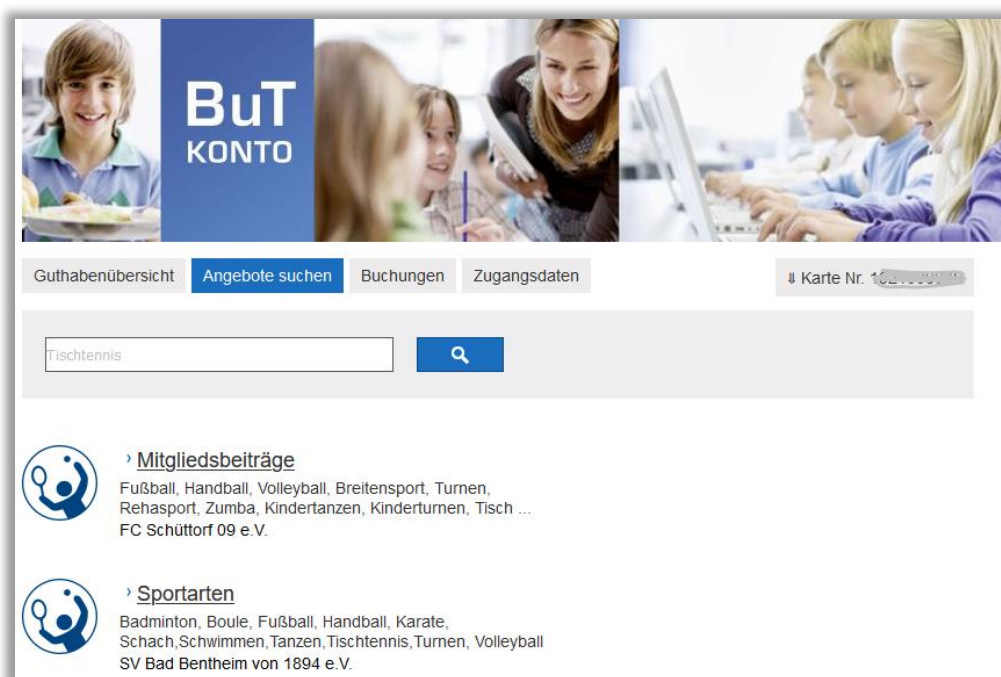 BuT
KONTO
Guthabenübersicht Angebote suchen Buchungen Zugangsdaten ⇓ Karte Nr.
Tischtennis
› Mitgliedsbeiträge
Fußball, Handball, Volleyball, Breitensport, Turnen,
Rehasport, Zumba, Kindertanzen, Kinderturnen, Tisch ...
FC Schüttorf 09 e.V.
› Sportarten
Badminton, Boule, Fußball, Handball, Karate,
Schach,Schwimmen,Tanzen,Tischtennis,Turnen, Volleyball
SV Bad Bentheim von 1894 e.V.